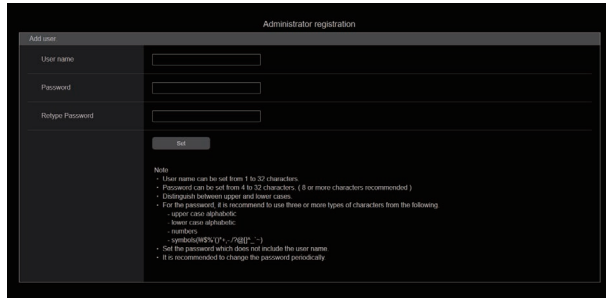 Administrator registration
Add user
User name
Password
Retype Password
Set
Note
・ User name can be set from 1 to 32 characters.
・ Password can be set from 4 to 32 characters. ( 8 or more characters recommended )
・ Distinguish between upper and lower cases.
・ For the password, it is recommend to use three or more types of characters from the following.
- upper case alphabetic
- lower case alphabetic
- numbers
- symbols
・ Set the password which does not include the user name.
・ It is recommended to change the password periodically.